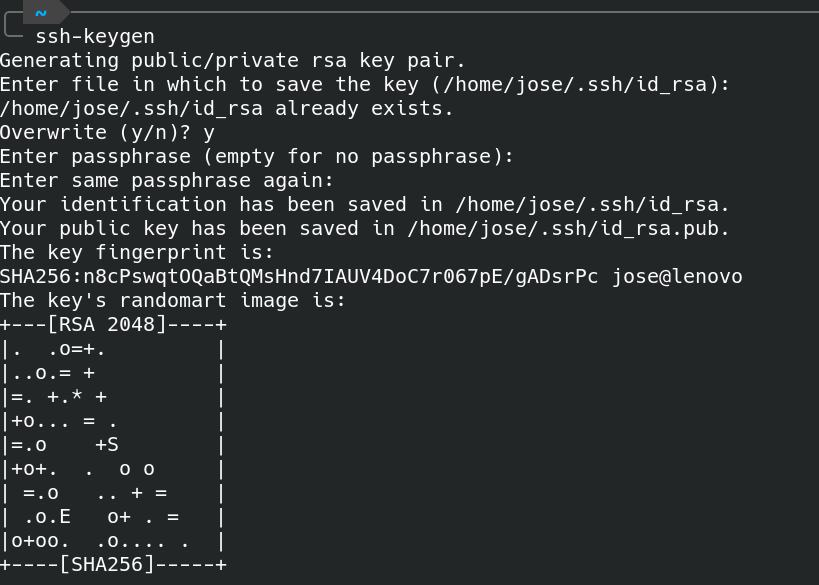 ~
ssh-keygen
Generating public/private rsa key pair.
Enter file in which to save the key (/home/jose/.ssh/id_rsa):
/home/jose/.ssh/id_rsa already exists.
Overwrite (y/n)? y
Enter passphrase (empty for no passphrase):
Enter same passphrase again:
Your identification has been saved in /home/jose/.ssh/id_rsa.
Your public key has been saved in /home/jose/.ssh/id_rsa.pub.
The key fingerprint is:
SHA256:n8cPswqtOQaBtQMsHnd7IAUV4DoC7r067pE/gADsrPc jose@lenovo
The key's randomart image is:
+---[RSA 2048]----+
|.  .o=+.         |
|..o.= +          |
|=. +.* +         |
|+o... = .        |
|=.o    +S        |
|+o+.  .  o o     |
| =.o   .. + =    |
| .o.E   o+ . =   |
|o+oo.  .o.... .  |
+----[SHA256]-----+